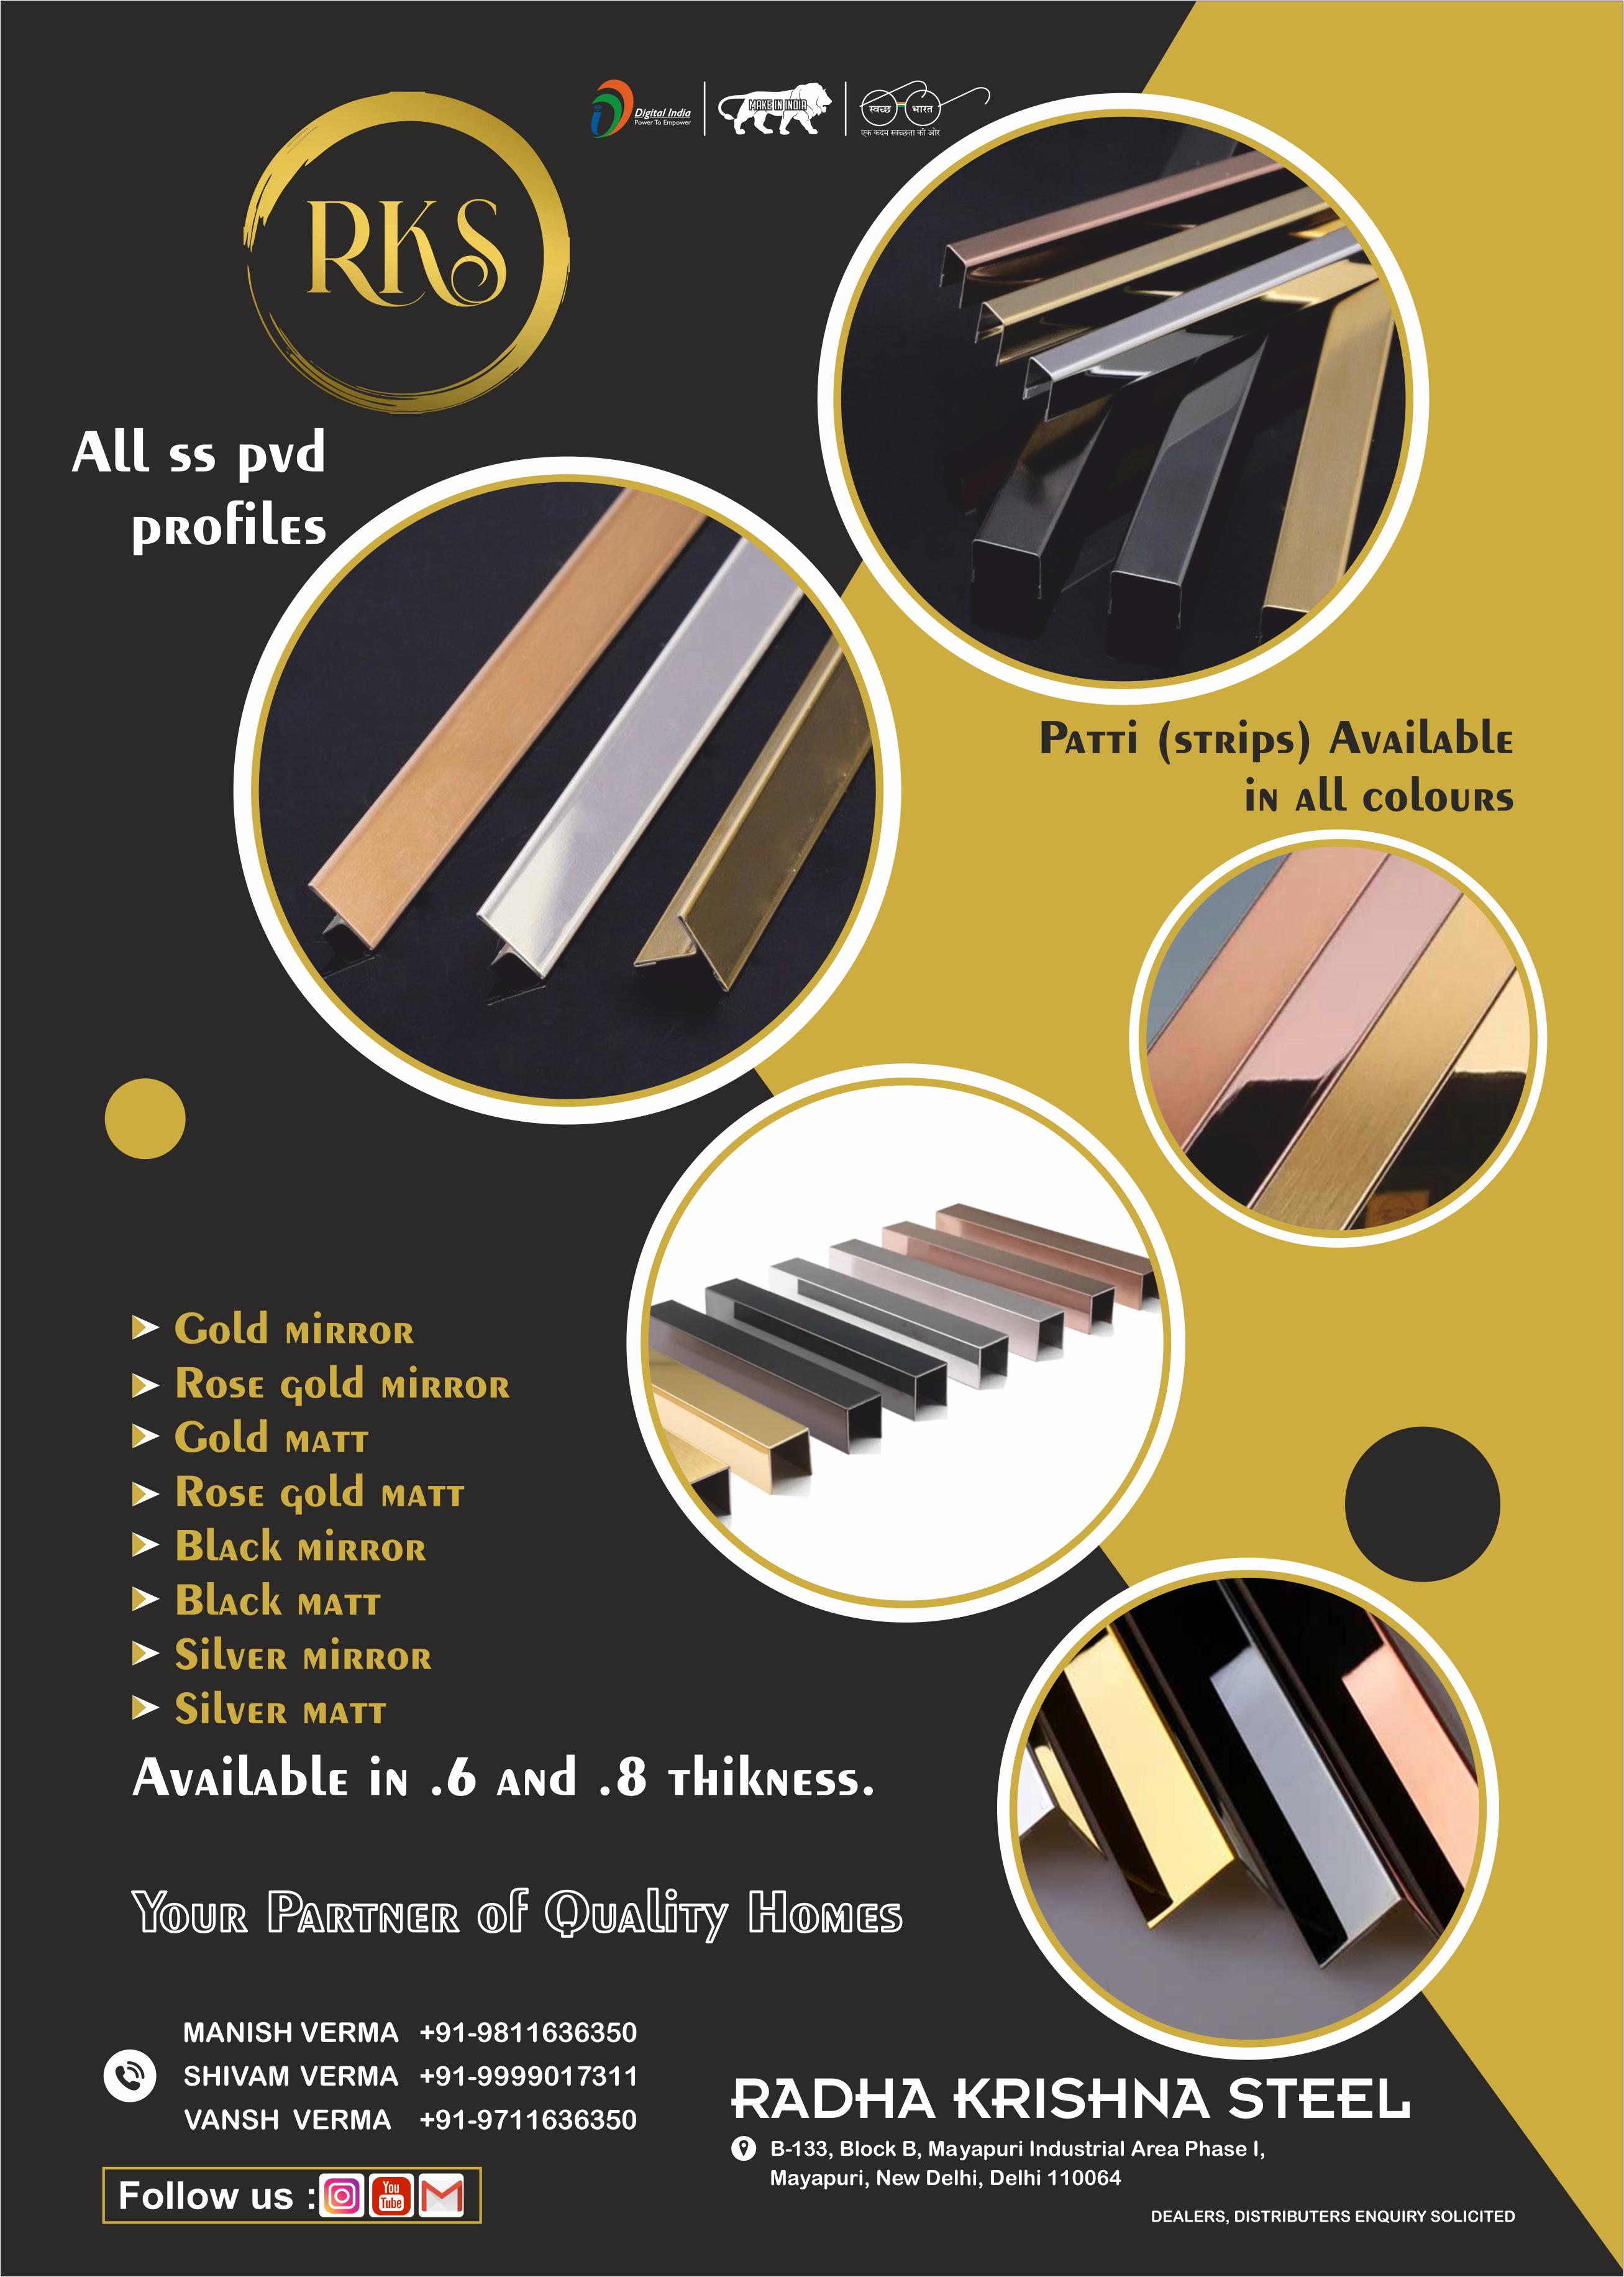 Digital India
Power To Empower
MAKE IN INDIA
स्वच्छ भारत
एक कदम स्वच्छता की ओर
RKS
All ss pvd
profiles
Patti (strips) Available
in all colours
Gold mirror
Rose gold mirror
Gold matt
Rose gold matt
Black mirror
Black matt
Silver mirror
Silver matt
Available in .6 and .8 thikness.
Your Partner of Quality Homes
MANISH VERMA +91-9811636350
SHIVAM VERMA +91-9999017311
VANSH VERMA +91-9711636350
Follow us :
You
Tube
RADHA KRISHNA STEEL
B-133, Block B, Mayapuri Industrial Area Phase I,
Mayapuri, New Delhi, Delhi 110064
DEALERS, DISTRIBUTERS ENQUIRY SOLICITED